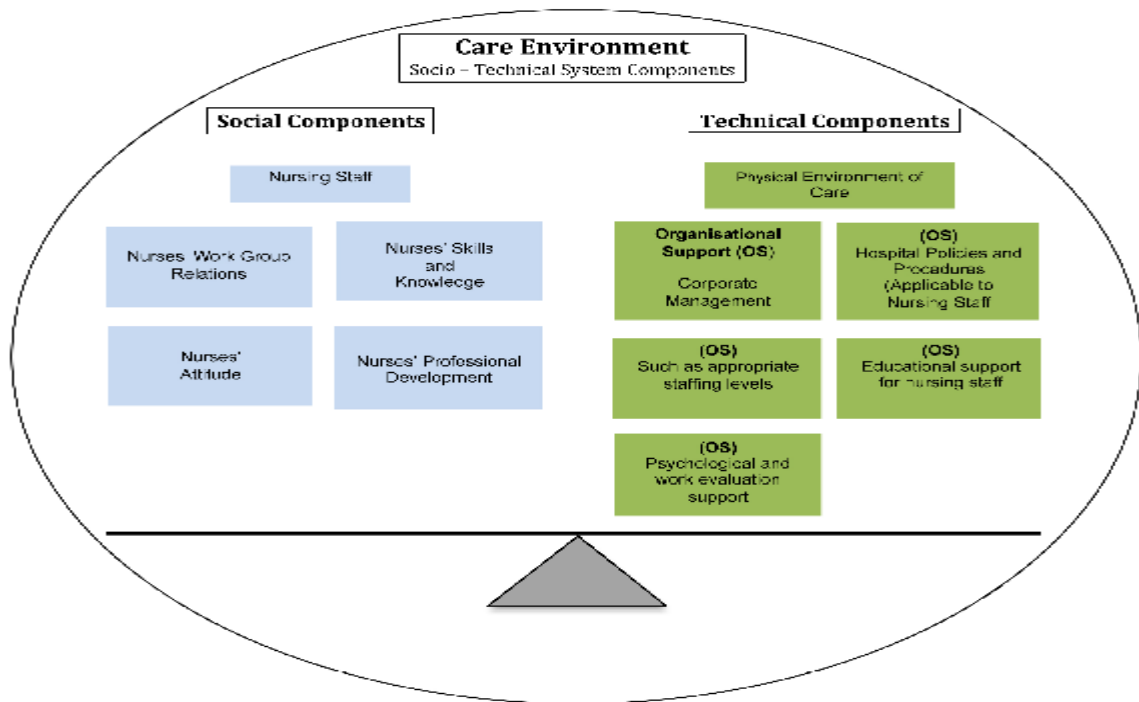 Care Environment
Socio – Technical System Components
Social Components
Technical Components
Nursing Staff
Nurses' Work Group
Relations
Nurses' Skills
and
Knowledge
Nurses'
Attitude
Nurses' Professional
Development
Physical Environment of
Care
Organisational
Support (OS)
Corporate
Management
(OS)
Hospital Policies and
Procedures
(Applicable to
Nursing Staff
(OS)
Such as appropriate
staffing levels
(OS)
Educational support
for nursing staff
(OS)
Psychological and
work evaluation
support